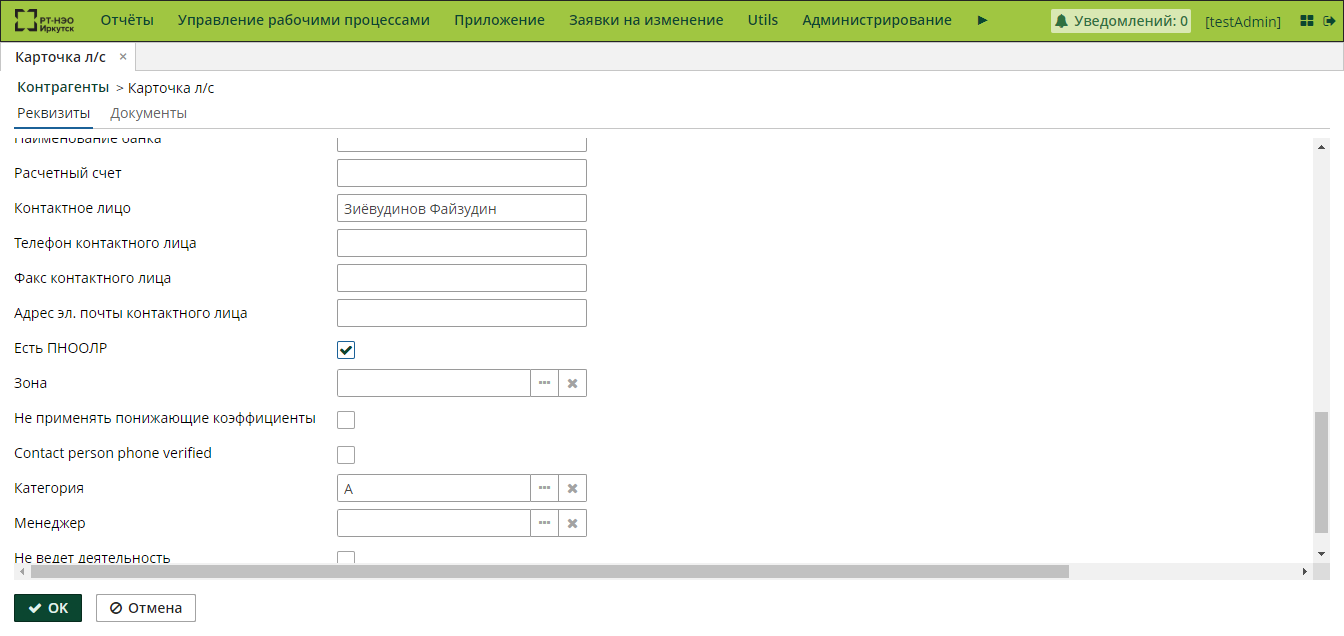 РТ-НЭО
Иркутск
Отчёты
Управление рабочими процессами
Приложение
Заявки на изменение
Utils
Администрирование
Уведомлений: 0
[testAdmin]
Карточка л/с ×
Контрагенты > Карточка л/с
Реквизиты
Документы
Наименование банка
Расчетный счет
Контактное лицо
Зиёвудинов Файзудин
Телефон контактного лица
Факс контактного лица
Адрес эл. почты контактного лица
Есть ПНООЛР
Зона
Не применять понижающие коэффициенты
Contact person phone verified
Категория
А
Менеджер
Не ведет деятельность
OK
Отмена